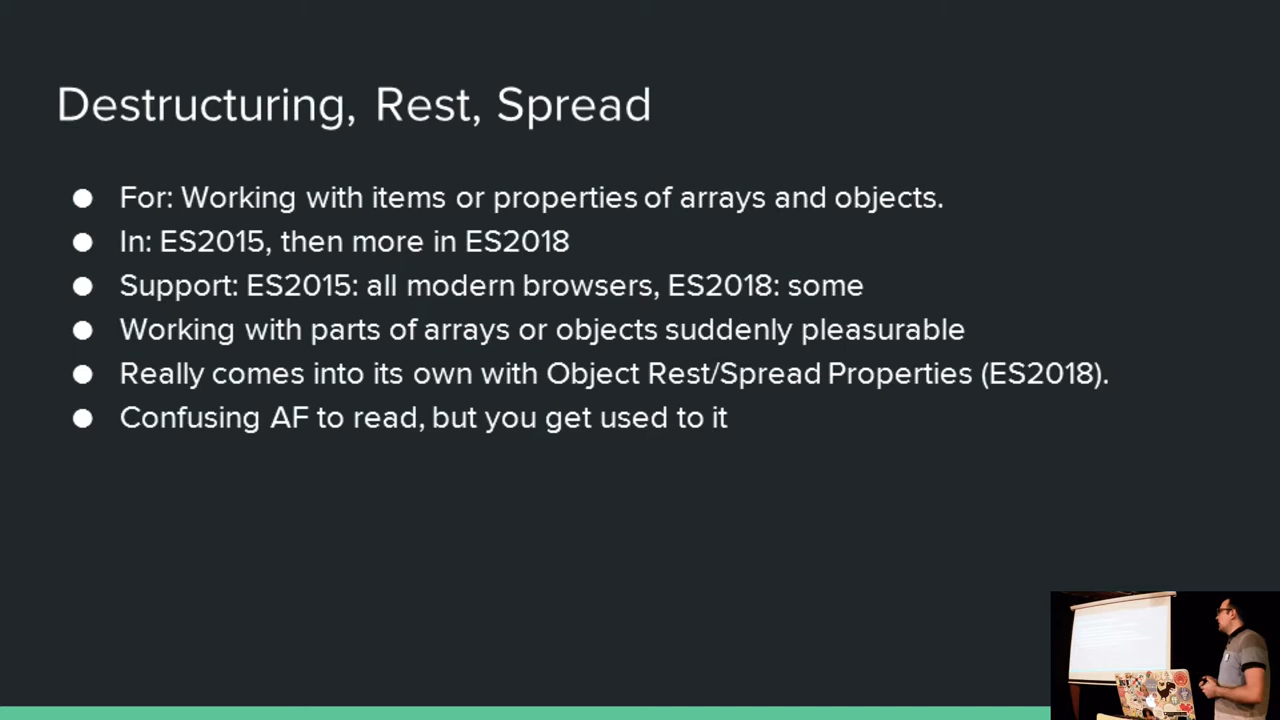 Destructuring, Rest, Spread
● For: Working with items or properties of arrays and objects.
● In: ES2015, then more in ES2018
● Support: ES2015: all modern browsers, ES2018: some
● Working with parts of arrays or objects suddenly pleasurable
● Really comes into its own with Object Rest/Spread Properties (ES2018).
● Confusing AF to read, but you get used to it